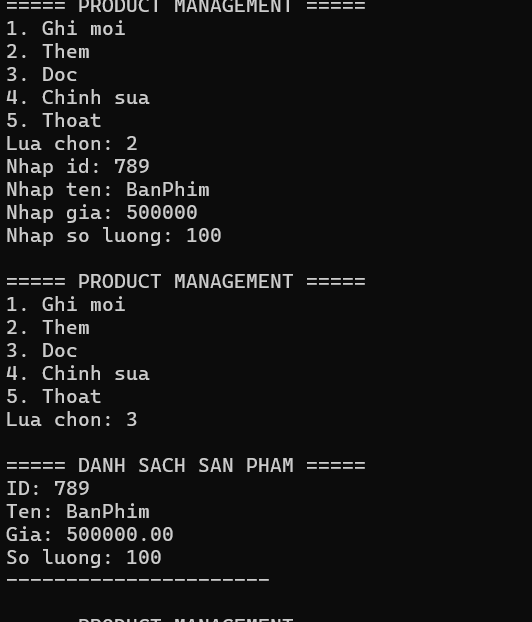 ===== PRODUCT MANAGEMENT =====
1. Ghi moi
2. Them
3. Doc
4. Chinh sua
5. Thoat
Lua chon: 2
Nhap id: 789
Nhap ten: BanPhim
Nhap gia: 500000
Nhap so luong: 100
===== PRODUCT MANAGEMENT =====
1. Ghi moi
2. Them
3. Doc
4. Chinh sua
5. Thoat
Lua chon: 3
===== DANH SACH SAN PHAM =====
ID: 789
Ten: BanPhim
Gia: 500000.00
So luong: 100
----------------------
PRODUCT MANAGEMENT